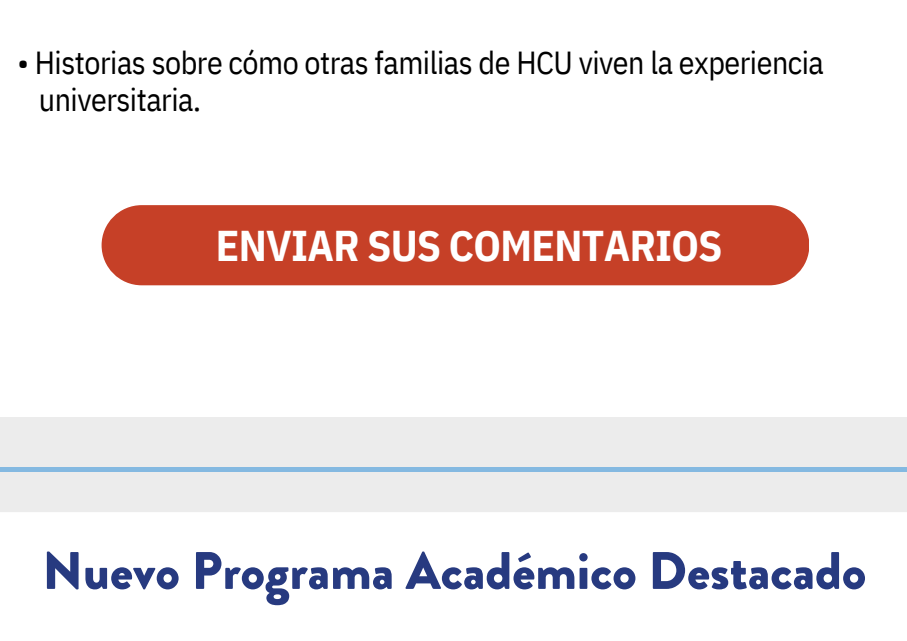 • Historias sobre cómo otras familias de HCU viven la experiencia
universitaria.
ENVIAR SUS COMENTARIOS
Nuevo Programa Académico Destacado